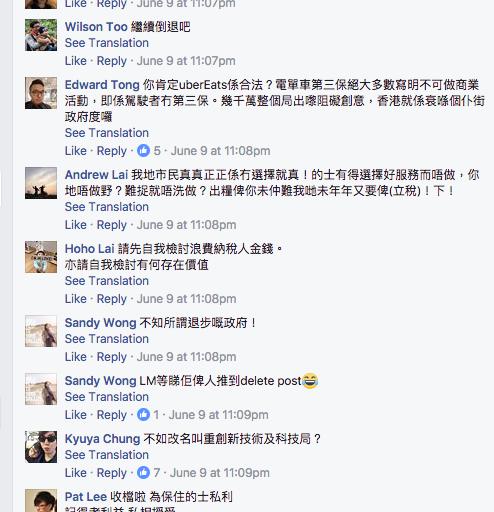 Like · Reply · June 9 at 11:07pm
Wilson Too 繼續倒退吧
See Translation
Like · Reply · June 9 at 11:07pm
Edward Tong 你肯定uberEats係合法？電單車第三保絕大多數寫明不可做商業
活動，即係駕駛者冇第三保。幾千萬整個局出嚟阻礙創意，香港就係衰喺個仆街
政府度囉
See Translation
Like · Reply · 5 · June 9 at 11:08pm
Andrew Lai 我地市民真真正正係冇選擇就真！的士有得選擇好服務而唔做，你
地唔做野？難捉就唔洗做？出糧俾你未仲難我哋未年年又要俾(立稅)！下！
See Translation
Like · Reply · June 9 at 11:08pm
Hoho Lai 請先自我檢討浪費納稅人金錢。
亦請自我檢討有何存在價值
See Translation
Like · Reply · June 9 at 11:08pm
Sandy Wong 不知所謂退步嘅政府！
See Translation
Like · Reply · June 9 at 11:08pm
Sandy Wong LM等睇佢俾人推到delete post😂
See Translation
Like · Reply · 1 · June 9 at 11:09pm
Kyuya Chung 不如改名叫重創新技術及科技局？
See Translation
Like · Reply · 7 · June 9 at 11:09pm
Pat Lee 收檔啦 為保住的士私利